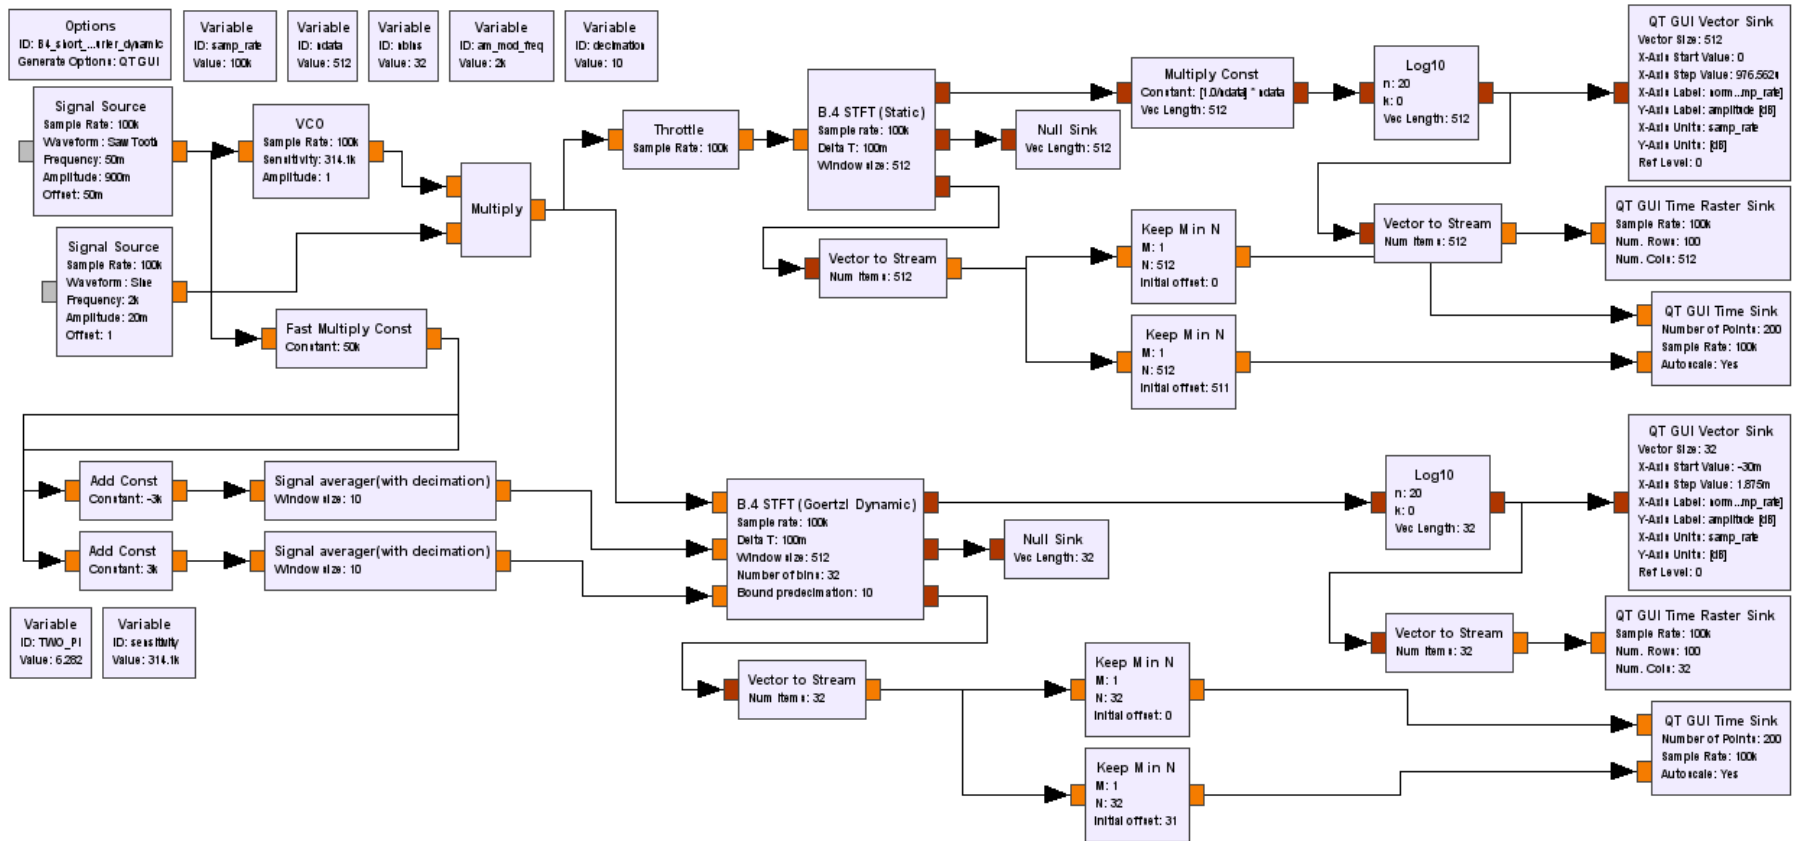 Options
ID: B4_short_...rier_dynamic
Generate Options: QT GUI
Variable
ID: samp_rate
Value: 100k
Variable
ID: ndata
Value: 512
Variable
ID: nbins
Value: 32
Variable
ID: am_mod_freq
Value: 2k
Variable
ID: decimation
Value: 10
Signal Source
Sample Rate: 100k
Waveform: Saw Tooth
Frequency: 50m
Amplitude: 900m
Offset: 50m
VCO
Sample Rate: 100k
Sensitivity: 314.1k
Amplitude: 1
Signal Source
Sample Rate: 100k
Waveform: Sine
Frequency: 2k
Amplitude: 20m
Offset: 1
Multiply
Fast Multiply Const
Constant: 50k
Throttle
Sample Rate: 100k
B.4 STFT (Static)
Sample rate: 100k
Delta T: 100m
Window size: 512
Null Sink
Vec Length: 512
Multiply Const
Constant: [1.0/ndata] * ndata
Vec Length: 512
Log10
n: 20
k: 0
Vec Length: 512
QT GUI Vector Sink
Vector Size: 512
X-Axis Start Value: 0
X-Axis Step Value: 976.562u
X-Axis Label: norm...mp_rate]
Y-Axis Label: amplitude [dB]
X-Axis Units: samp_rate
Y-Axis Units: [dB]
Ref Level: 0
Vector to Stream
Num Items: 512
QT GUI Time Raster Sink
Sample Rate: 100k
Num. Rows: 100
Num. Cols: 512
Vector to Stream
Num Items: 512
Keep M in N
M: 1
N: 512
Initial offset: 0
Keep M in N
M: 1
N: 512
Initial offset: 511
QT GUI Time Sink
Number of Points: 200
Sample Rate: 100k
Autoscale: Yes
Add Const
Constant: -3k
Signal averager(with decimation)
Window size: 10
Add Const
Constant: 3k
Signal averager(with decimation)
Window size: 10
B.4 STFT (Goertzl Dynamic)
Sample rate: 100k
Delta T: 100m
Window size: 512
Number of bins: 32
Bound predecimation: 10
Null Sink
Vec Length: 32
Log10
n: 20
k: 0
Vec Length: 32
QT GUI Vector Sink
Vector Size: 32
X-Axis Start Value: -30m
X-Axis Step Value: 1.875m
X-Axis Label: norm...mp_rate]
Y-Axis Label: amplitude [dB]
X-Axis Units: samp_rate
Y-Axis Units: [dB]
Ref Level: 0
Variable
ID: TWO_PI
Value: 6.282
Variable
ID: sensitivity
Value: 314.1k
Vector to Stream
Num Items: 32
QT GUI Time Raster Sink
Sample Rate: 100k
Num. Rows: 100
Num. Cols: 32
Vector to Stream
Num Items: 32
Keep M in N
M: 1
N: 32
Initial offset: 0
Keep M in N
M: 1
N: 32
Initial offset: 31
QT GUI Time Sink
Number of Points: 200
Sample Rate: 100k
Autoscale: Yes